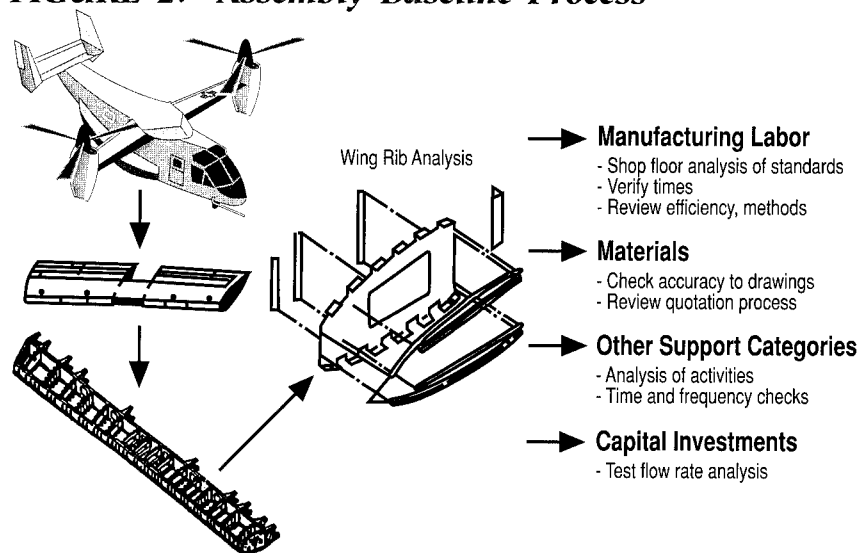 FIGURE 2. Assembly Baseline Process
Wing Rib Analysis
Manufacturing Labor
- Shop floor analysis of standards
- Verify times
- Review efficiency, methods
Materials
- Check accuracy to drawings
- Review quotation process
Other Support Categories
- Analysis of activities
- Time and frequency checks
Capital Investments
- Test flow rate analysis